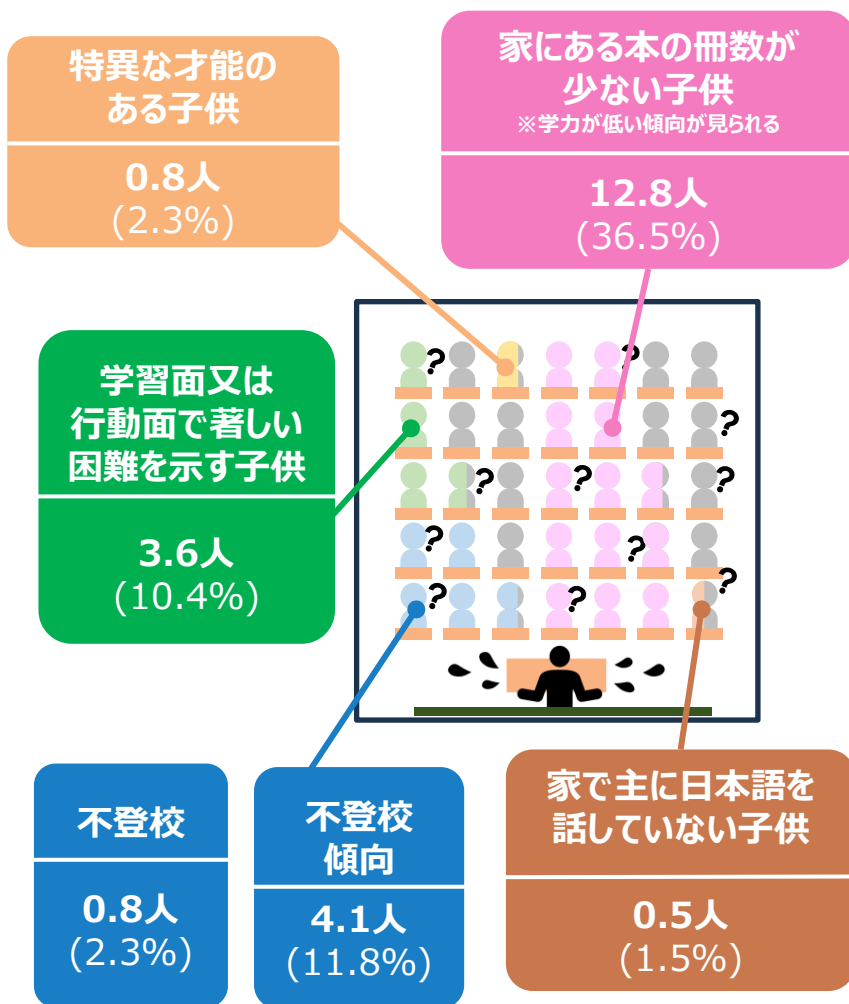 特異な才能の
ある子供
0.8人
(2.3%)
家にある本の冊数が
少ない子供
※学力が低い傾向が見られる
12.8人
(36.5%)
学習面又は
行動面で著しい
困難を示す子供
3.6人
(10.4%)
?
?
?
?
?
?
?
?
?
?
?
不登校
0.8人
(2.3%)
不登校
傾向
4.1人
(11.8%)
家で主に日本語を
話していない子供
0.5人
(1.5%)